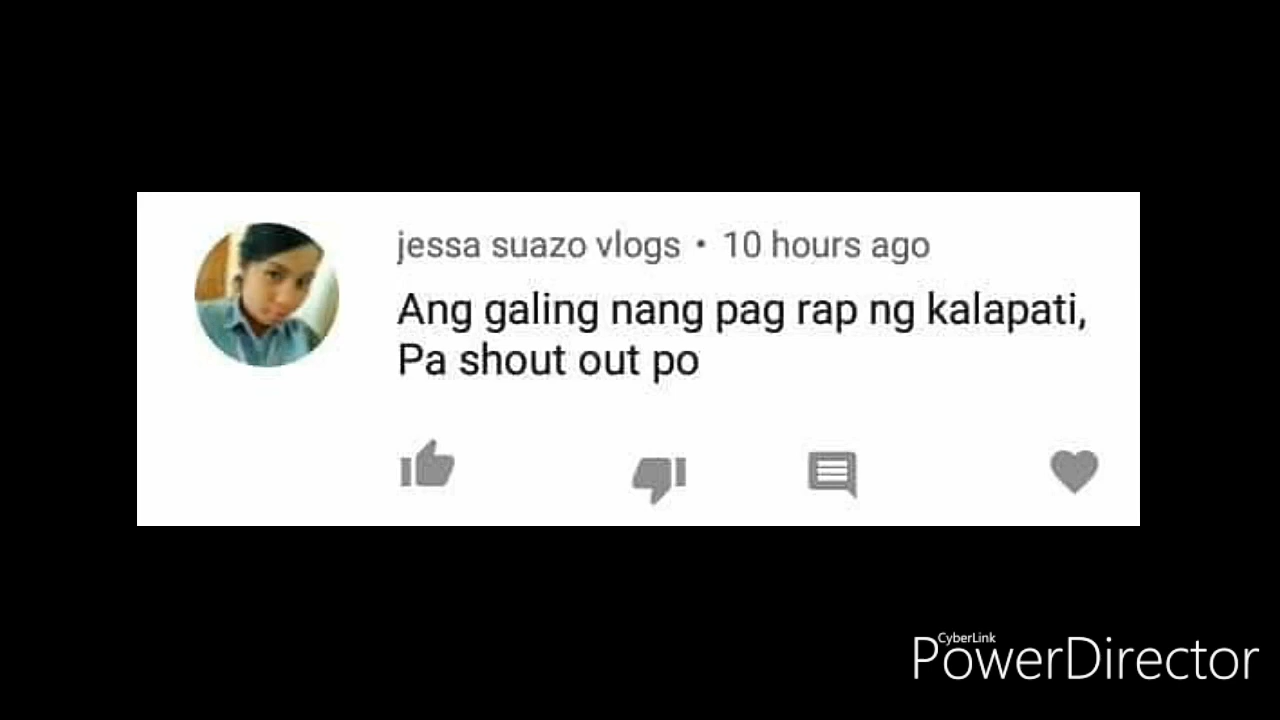 jessa suazo vlogs • 10 hours ago
Ang galing nang pag rap ng kalapati,
Pa shout out po
CyberLink
PowerDirector